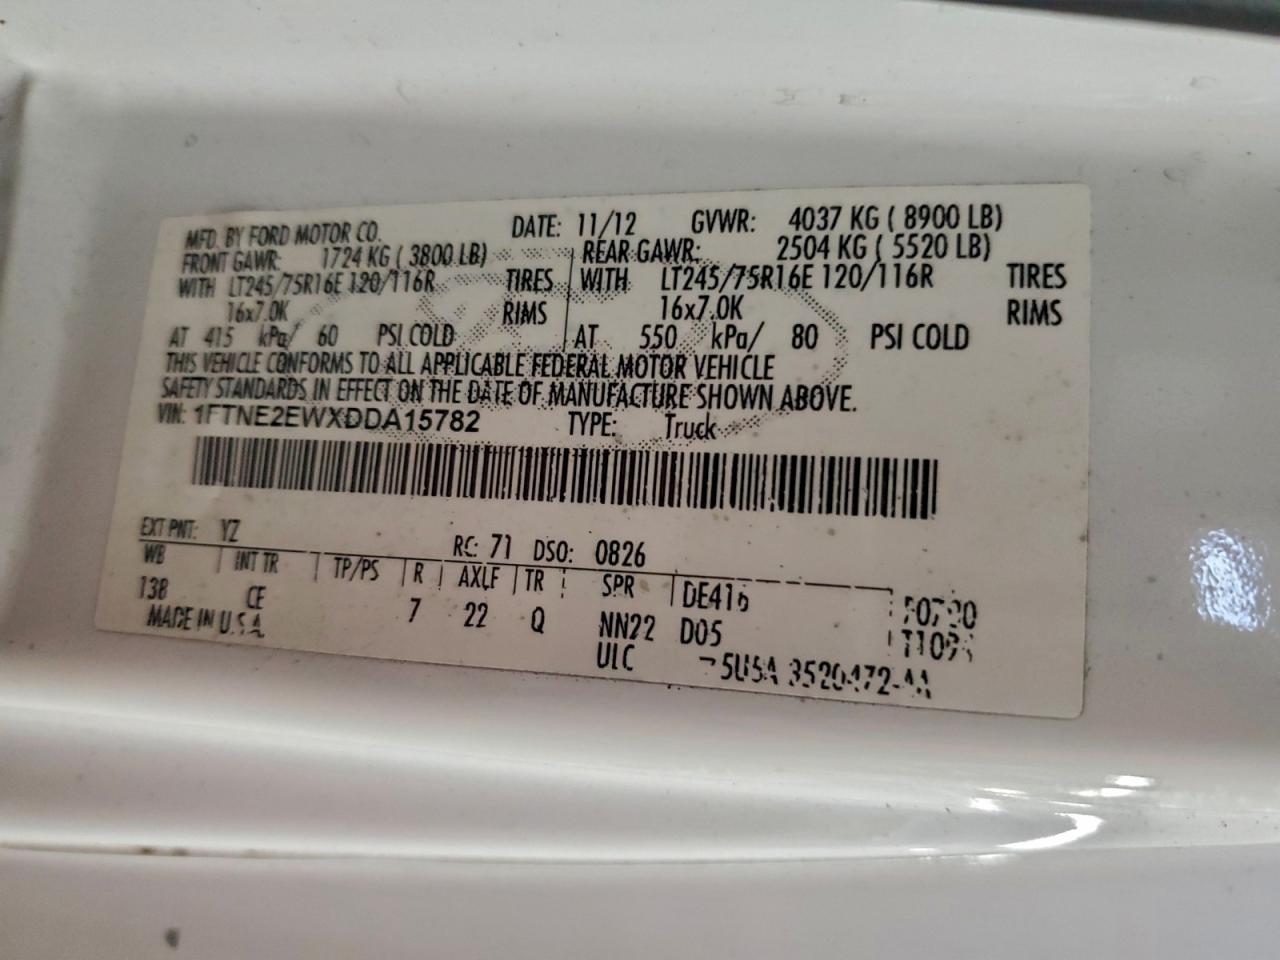 MFD. BY FORD MOTOR CO. DATE: 11/12 GVWR: 4037 KG ( 8900 LB)
FRONT GAWR: 1724 KG ( 3800 LB) REAR GAWR: 2504 KG ( 5520 LB)
WITH LT245/75R16E 120/116R TIRES WITH LT245/75R16E 120/116R TIRES
16x7.0K RIMS 16x7.0K RIMS
AT 415 kPa/ 60 PSI COLD AT 550 kPa/ 80 PSI COLD
THIS VEHICLE CONFORMS TO ALL APPLICABLE FEDERAL MOTOR VEHICLE
SAFETY STANDARDS IN EFFECT ON THE DATE OF MANUFACTURE SHOWN ABOVE.
VIN: 1FTNE2EWXDDA15782 TYPE: Truck
EXT PNT: YZ RC: 71 DSO: 0826
WB INT TR TP/PS R AXLE TR SPR DE416
138 CE 7 22 Q NN22 D05
MADE IN U.S.A. ULC